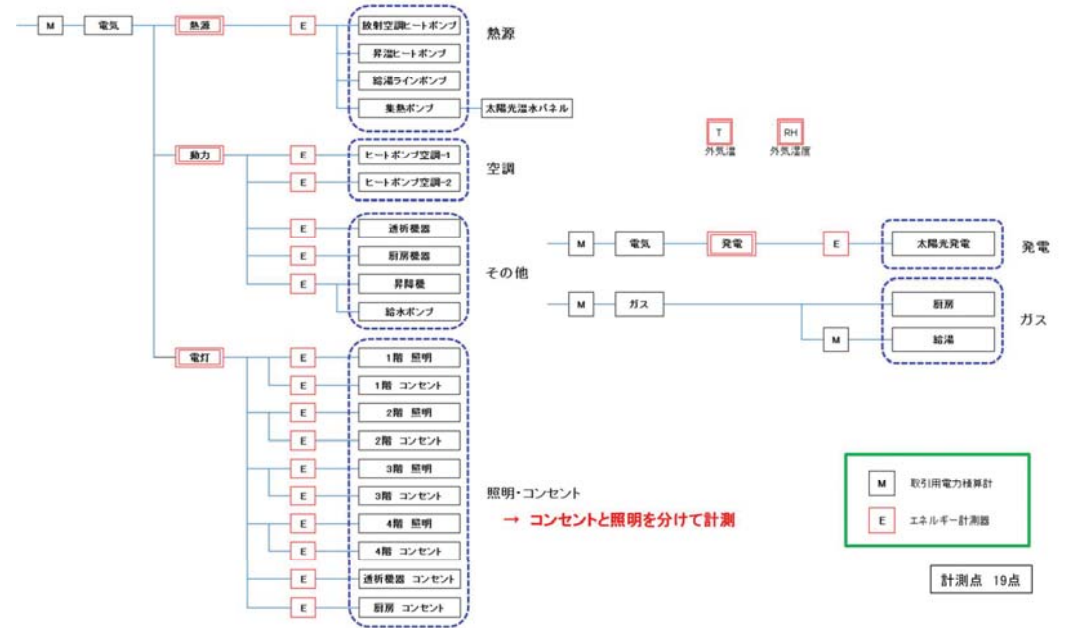 M 電気 熱源 E 放射空調ヒートポンプ 熱源
昇温ヒートポンプ
給湯ラインポンプ
集熱ポンプ 太陽光温水パネル
T RH
外気温 外気湿度
動力 E ヒートポンプ空調-1 空調
E ヒートポンプ空調-2
E 透析機器
E 厨房機器 その他
E 昇降機
給水ポンプ
M 電気 発電 E 太陽光発電 発電
M ガス 厨房 ガス
M 給湯
電灯 E 1階 照明
E 1階 コンセント
E 2階 照明
E 2階 コンセント
E 3階 照明 照明・コンセント
E 3階 コンセント
→ コンセントと照明を分けて計測
E 4階 照明
E 4階 コンセント
E 透析機器 コンセント
E 厨房 コンセント
M 取引用電力積算計
E エネルギー計測器
計測点 19点